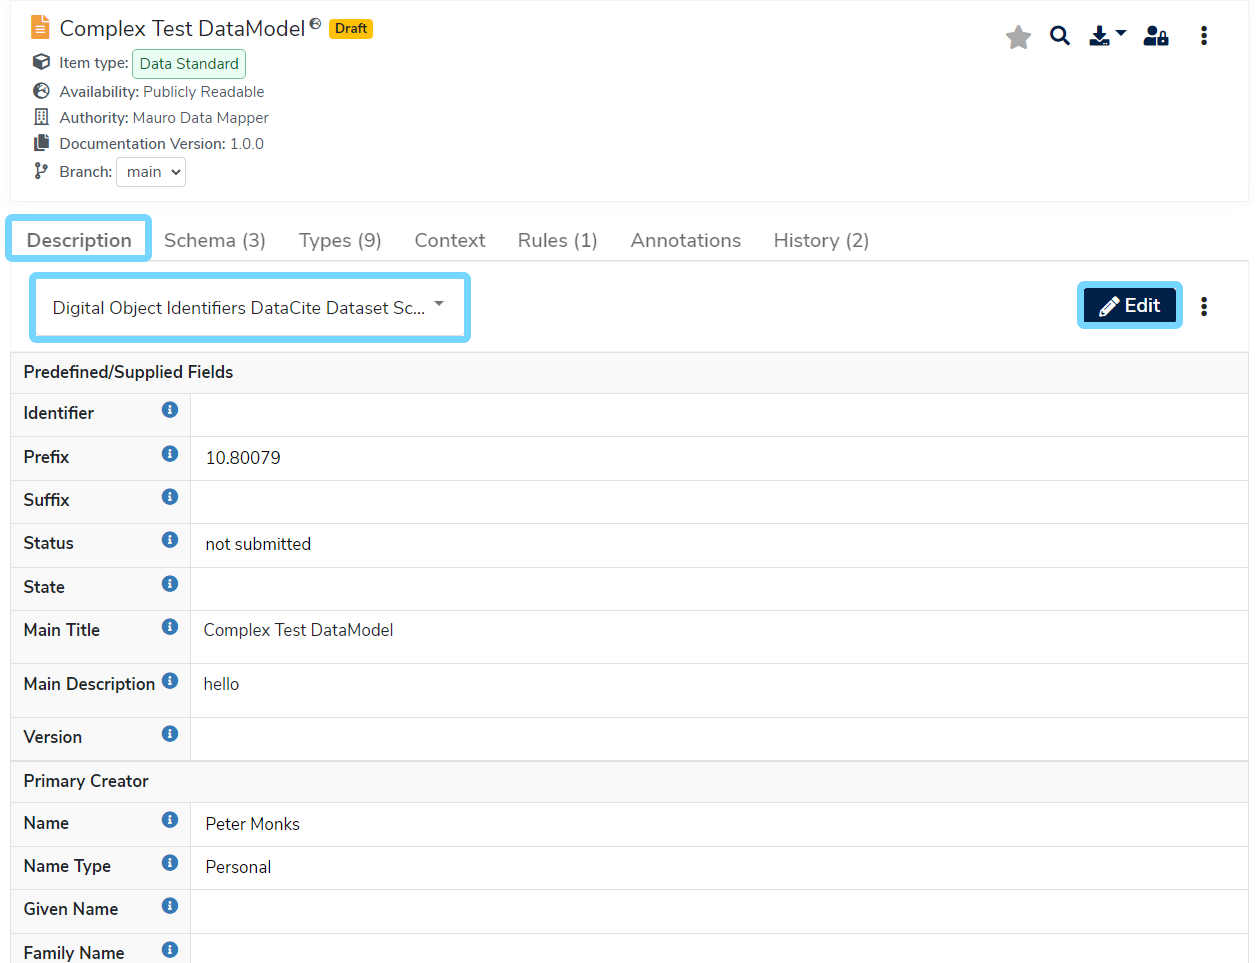 Complex Test DataModel Draft
Item type: Data Standard
Availability: Publicly Readable
Authority: Mauro Data Mapper
Documentation Version: 1.0.0
Branch: main
Description Schema (3) Types (9) Context Rules (1) Annotations History (2)
Digital Object Identifiers DataCite Dataset Sc... Edit
Predefined/Supplied Fields
Identifier
Prefix 10.80079
Suffix
Status not submitted
State
Main Title Complex Test DataModel
Main Description hello
Version
Primary Creator
Name Peter Monks
Name Type Personal
Given Name
Family Name